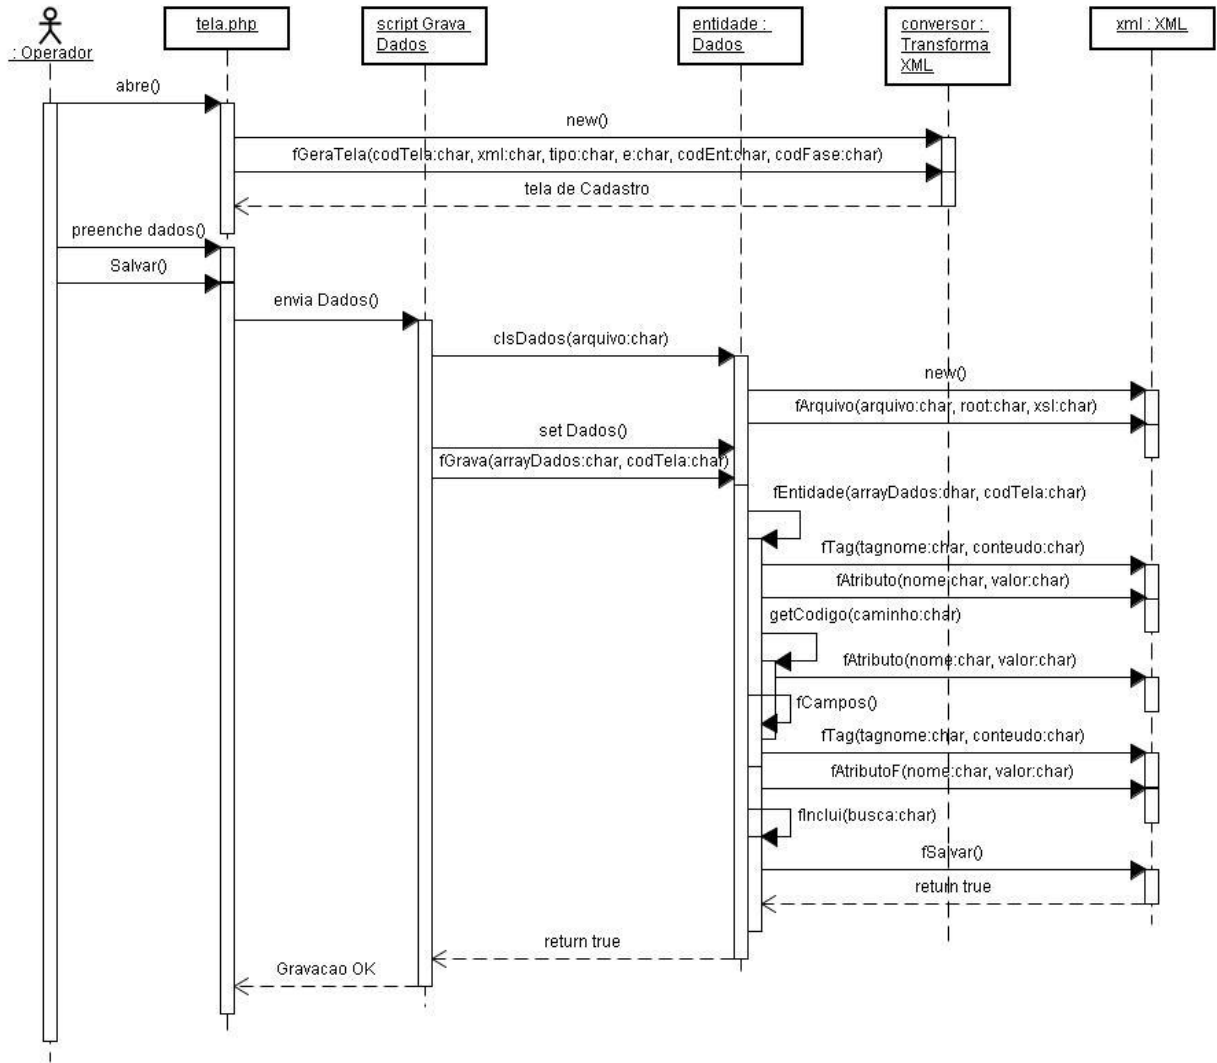 : Operador
tela.php
script Grava
Dados
entidade :
Dados
conversor :
Transforma
XML
xml : XML
abre()
new()
fGeraTela(codTela:char, xml:char, tipo:char, e:char, codEnt:char, codFase:char)
tela de Cadastro
preenche dados()
Salvar()
envia Dados()
clsDados(arquivo:char)
new()
fArquivo(arquivo:char, root:char, xsl:char)
set Dados()
fGrava(arrayDados:char, codTela:char)
fEntidade(arrayDados:char, codTela:char)
fTag(tagnome:char, conteudo:char)
fAtributo(nome:char, valor:char)
getCodigo(caminho:char)
fAtributo(nome:char, valor:char)
fCampos()
fTag(tagnome:char, conteudo:char)
fAtributoF(nome:char, valor:char)
fInclui(busca:char)
fSalvar()
return true
return true
Gravacao OK